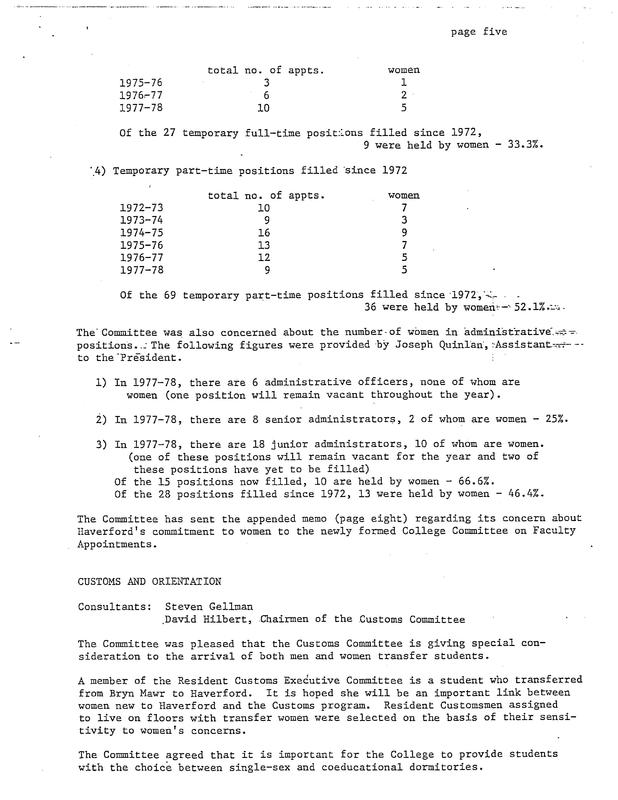 page five
total no. of appts. women
1975-76 3 1
1976-77 6 2
1977-78 10 5
Of the 27 temporary full-time positions filled since 1972,
9 were held by women - 33.3%.
4) Temporary part-time positions filled since 1972
total no. of appts. women
1972-73 10 7
1973-74 9 3
1974-75 16 9
1975-76 13 7
1976-77 12 5
1977-78 9 5
Of the 69 temporary part-time positions filled since 1972,
36 were held by women - 52.1%.
The Committee was also concerned about the number of women in administrative
positions. The following figures were provided by Joseph Quinlan, Assistant
to the President.
1) In 1977-78, there are 6 administrative officers, none of whom are
women (one position will remain vacant throughout the year).
2) In 1977-78, there are 8 senior administrators, 2 of whom are women - 25%.
3) In 1977-78, there are 18 junior administrators, 10 of whom are women.
(one of these positions will remain vacant for the year and two of
these positions have yet to be filled)
Of the 15 positions now filled, 10 are held by women - 66.6%.
Of the 28 positions filled since 1972, 13 were held by women - 46.4%.
The Committee has sent the appended memo (page eight) regarding its concern about
Haverford's commitment to women to the newly formed College Committee on Faculty
Appointments.
CUSTOMS AND ORIENTATION
Consultants: Steven Gellman
David Hilbert, Chairmen of the Customs Committee
The Committee was pleased that the Customs Committee is giving special con-
sideration to the arrival of both men and women transfer students.
A member of the Resident Customs Executive Committee is a student who transferred
from Bryn Mawr to Haverford. It is hoped she will be an important link between
women new to Haverford and the Customs program. Resident Customsmen assigned
to live on floors with transfer women were selected on the basis of their sensi-
tivity to women's concerns.
The Committee agreed that it is important for the College to provide students
with the choice between single-sex and coeducational dormitories.